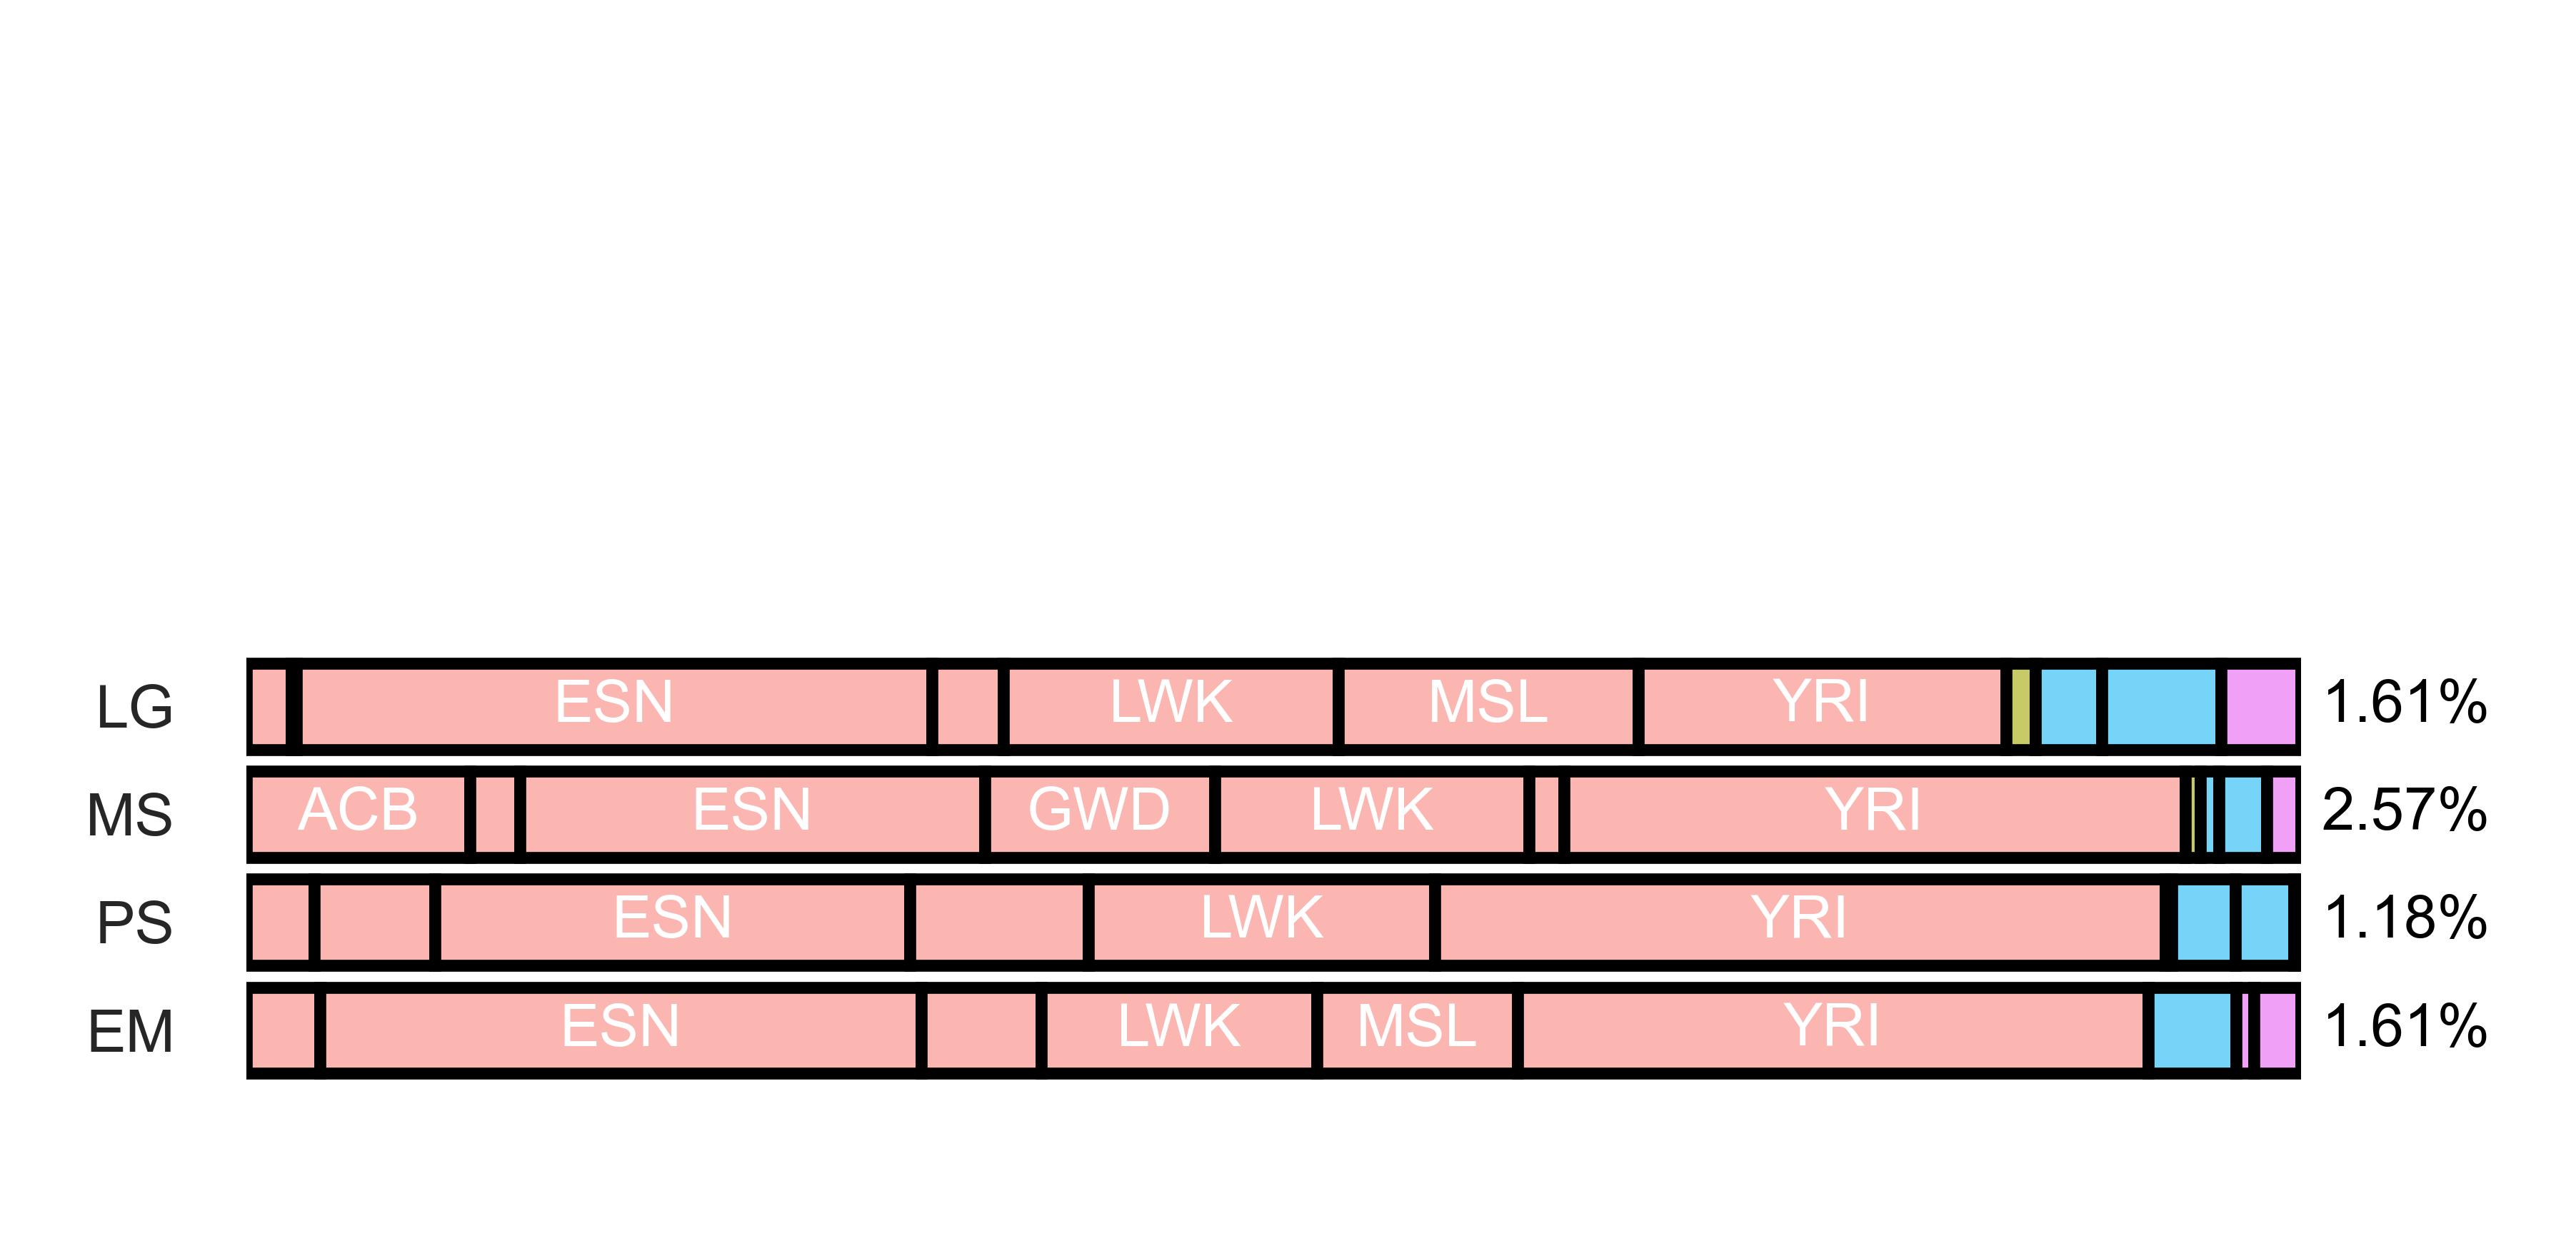 LG ESN LWK MSL YRI 1.61%
MS ACB ESN GWD LWK YRI 2.57%
PS ESN LWK YRI 1.18%
EM ESN LWK MSL YRI 1.61%